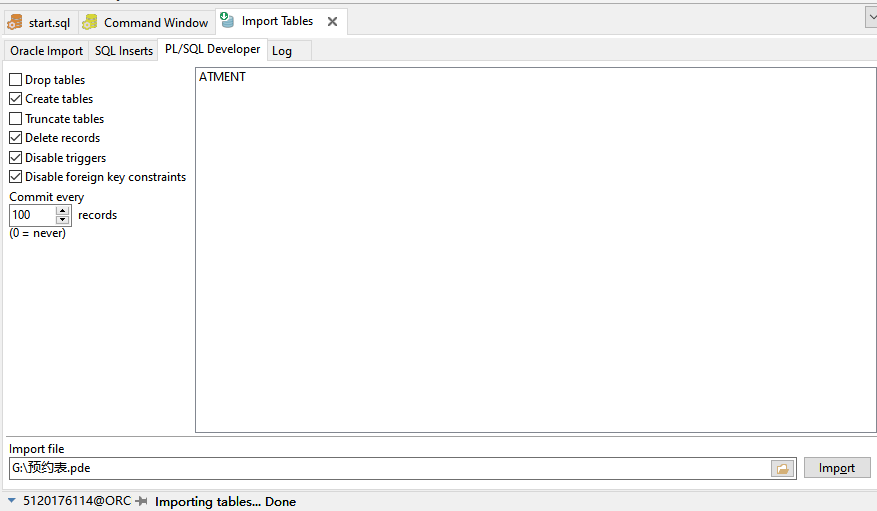 start.sql Command Window Import Tables
Oracle Import SQL Inserts PL/SQL Developer Log
Drop tables
Create tables
Truncate tables
Delete records
Disable triggers
Disable foreign key constraints
Commit every
100 records
(0 = never)
ATMENT
Import file
G:\预约表.pde Import
5120176114@ORC Importing tables... Done